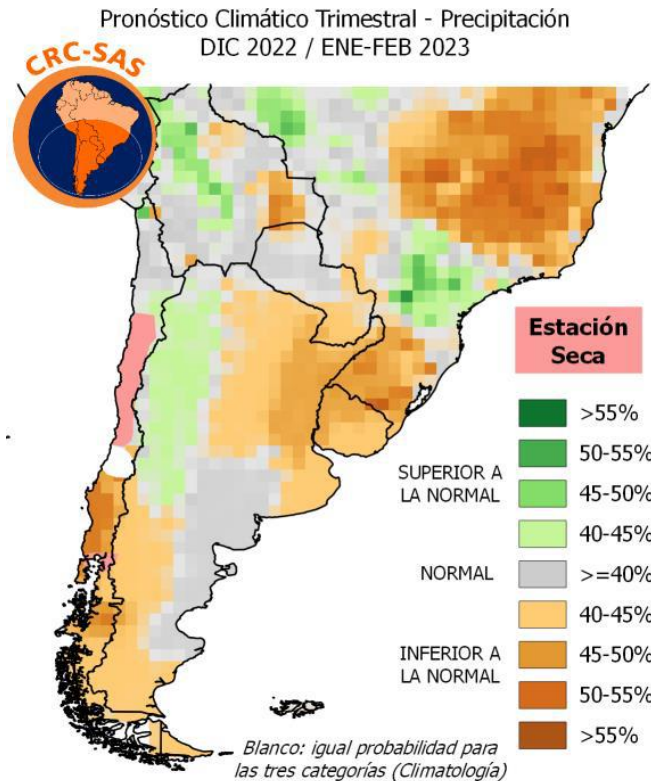 Pronóstico Climático Trimestral - Precipitación
DIC 2022 / ENE-FEB 2023
CRC-SAS
Estación
Seca
>55%
50-55%
SUPERIOR A
LA NORMAL
45-50%
40-45%
NORMAL
>=40%
40-45%
INFERIOR A
LA NORMAL
45-50%
50-55%
>55%
Blanco: igual probabilidad para
las tres categorías (Climatología)